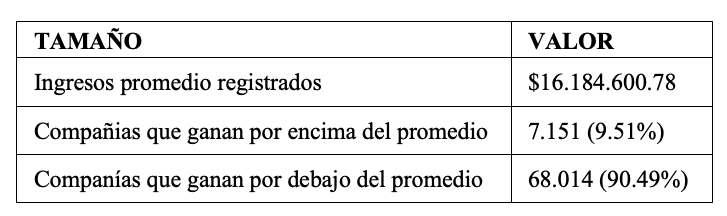 TAMAÑO VALOR
Ingresos promedio registrados $16.184.600.78
Compañias que ganan por encima del promedio 7.151 (9.51%)
Companías que ganan por debajo del promedio 68.014 (90.49%)